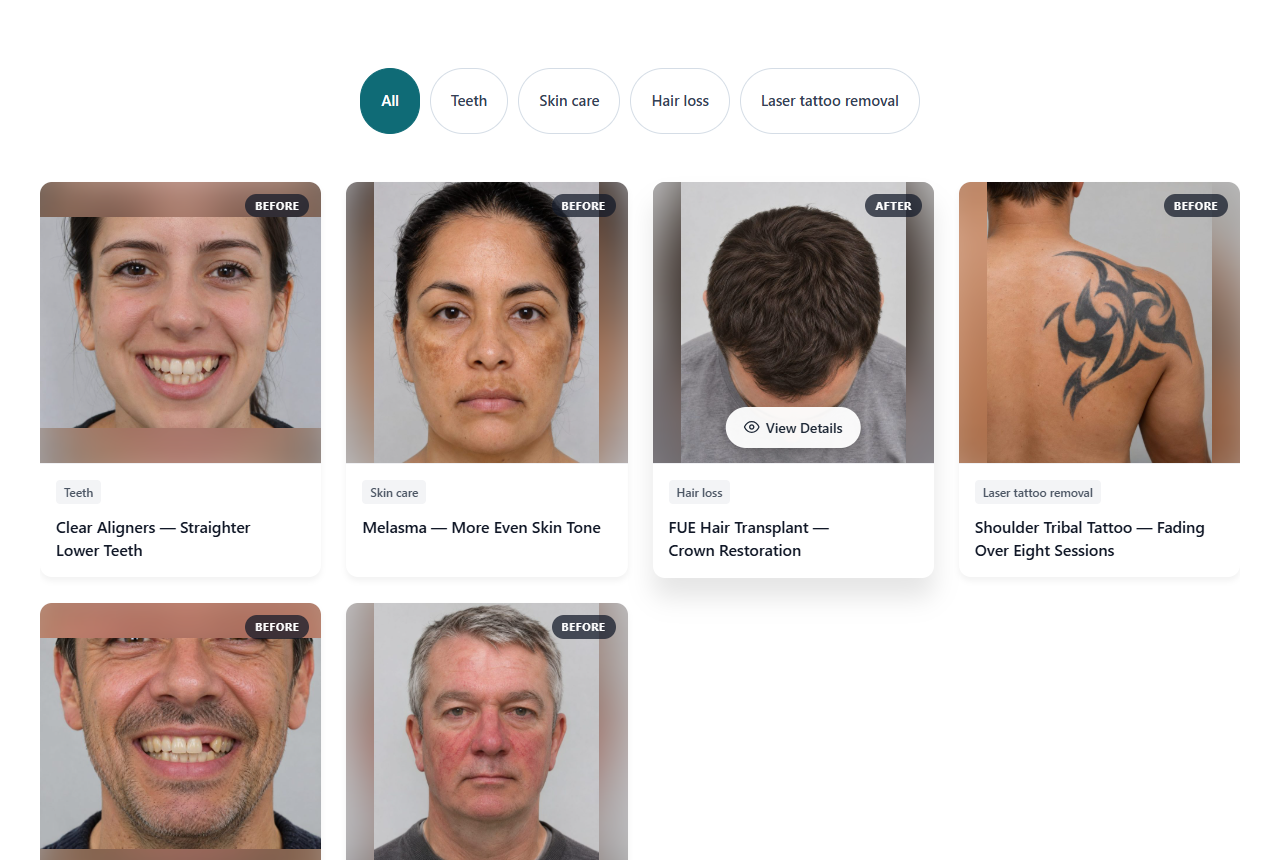 All
Teeth
Skin care
Hair loss
Laser tattoo removal
BEFORE
BEFORE
AFTER
BEFORE
View Details
Teeth
Clear Aligners — Straighter
Lower Teeth
Skin care
Melasma — More Even Skin Tone
Hair loss
FUE Hair Transplant —
Crown Restoration
Laser tattoo removal
Shoulder Tribal Tattoo — Fading
Over Eight Sessions
BEFORE
BEFORE